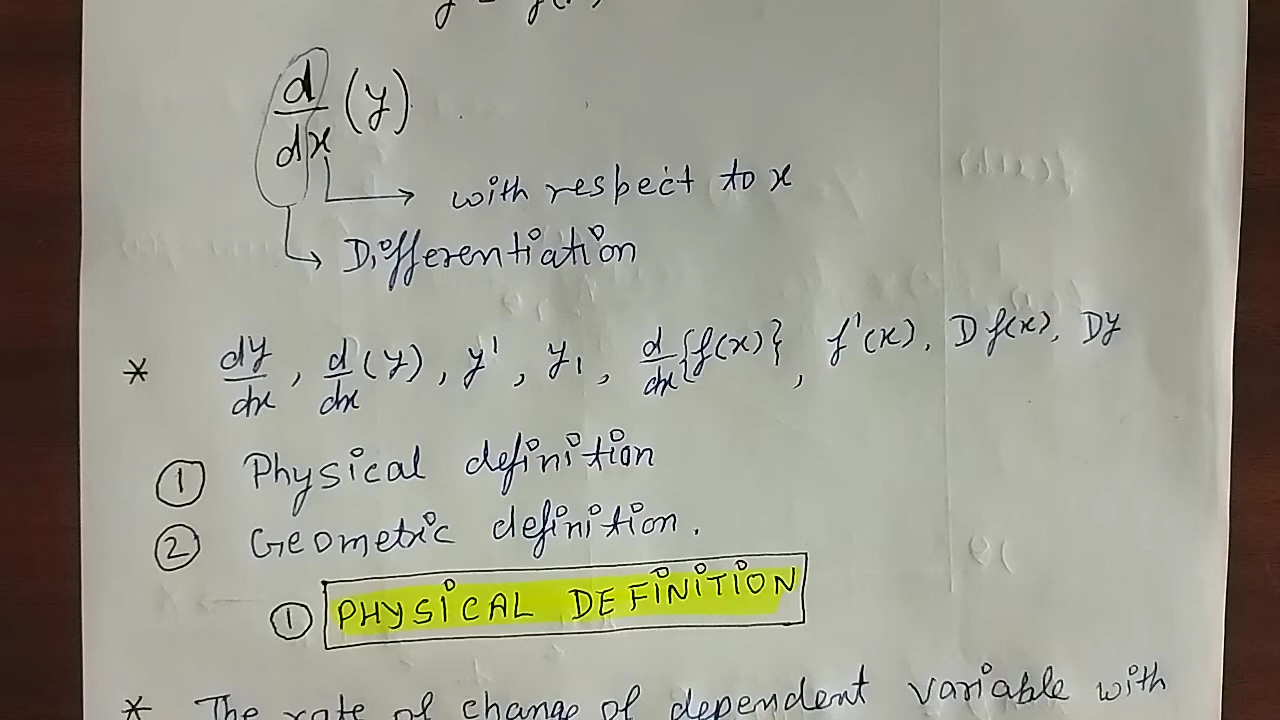 d/dx (y)
with respect to x
Differentiation
* dy/dx, d/dx (y), y', y₁, d/dx {f(x)}, f'(x), D f(x), Dy
① Physical definition
② Geometric definition.
① PHYSICAL DEFINITION
* The rate of change of dependent variable with